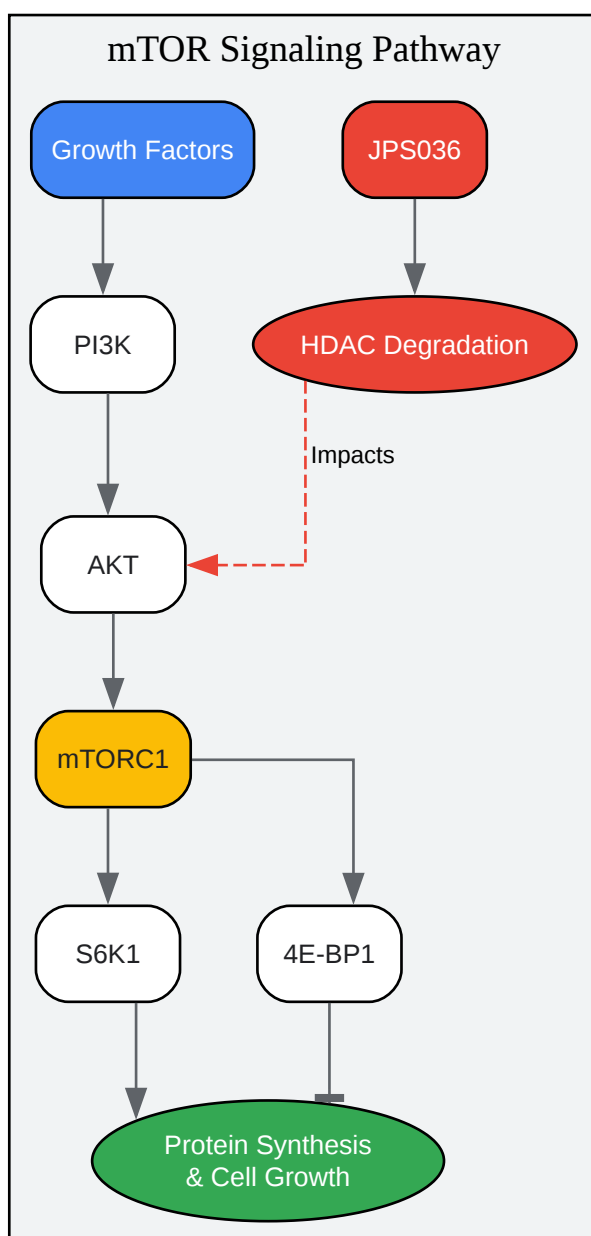 mTOR Signaling Pathway
Growth Factors
JPS036
PI3K
HDAC Degradation
Impacts
AKT
mTORC1
S6K1
4E-BP1
Protein Synthesis
& Cell Growth